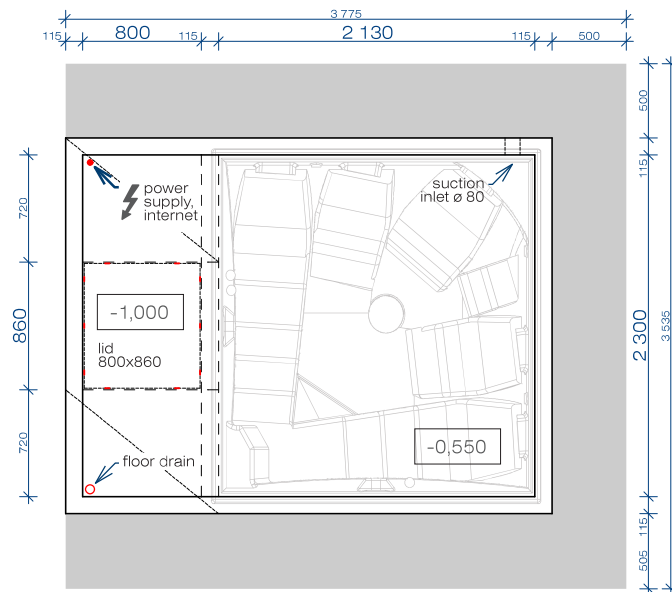 3 775
115
800
115
2 130
115
500
500
115
720
power
supply,
internet
suction
inlet ø 80
-1,000
860
lid
800x860
2 300
3 535
720
-0,550
floor drain
115
505